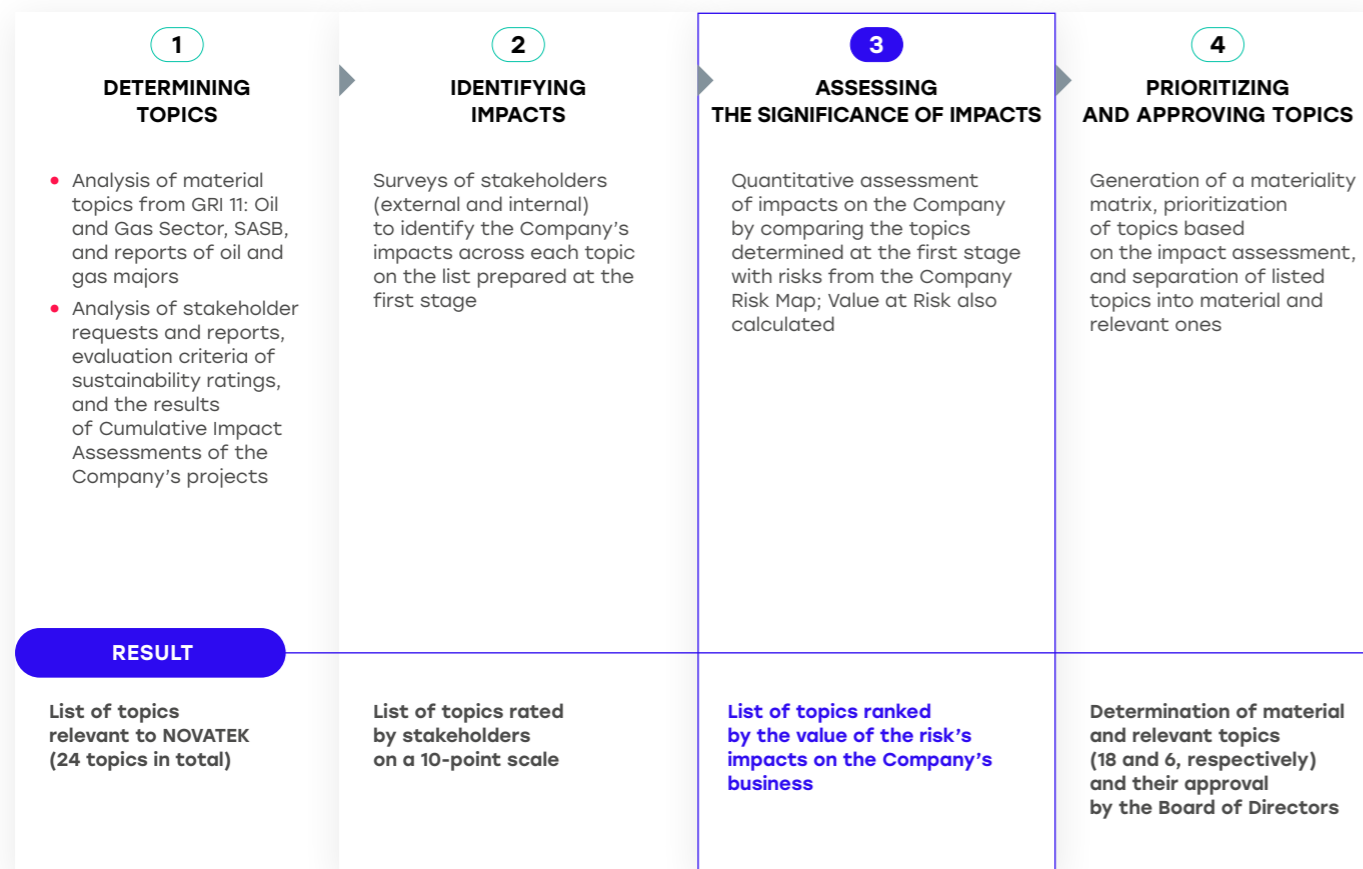 1
DETERMINING
TOPICS
• Analysis of material
topics from GRI 11: Oil
and Gas Sector, SASB,
and reports of oil and
gas majors
• Analysis of stakeholder
requests and reports,
evaluation criteria of
sustainability ratings,
and the results
of Cumulative Impact
Assessments of the
Company’s projects
2
IDENTIFYING
IMPACTS
Surveys of stakeholders
(external and internal)
to identify the Company’s
impacts across each topic
on the list prepared at the
first stage
3
ASSESSING
THE SIGNIFICANCE OF IMPACTS
Quantitative assessment
of impacts on the Company
by comparing the topics
determined at the first stage
with risks from the Company
Risk Map; Value at Risk also
calculated
4
PRIORITIZING
AND APPROVING TOPICS
Generation of a materiality
matrix, prioritization
of topics based
on the impact assessment,
and separation of listed
topics into material and
relevant ones
RESULT
List of topics
relevant to NOVATEK
(24 topics in total)
List of topics rated
by stakeholders
on a 10-point scale
List of topics ranked
by the value of the risk’s
impacts on the Company’s
business
Determination of material
and relevant topics
(18 and 6, respectively)
and their approval
by the Board of Directors